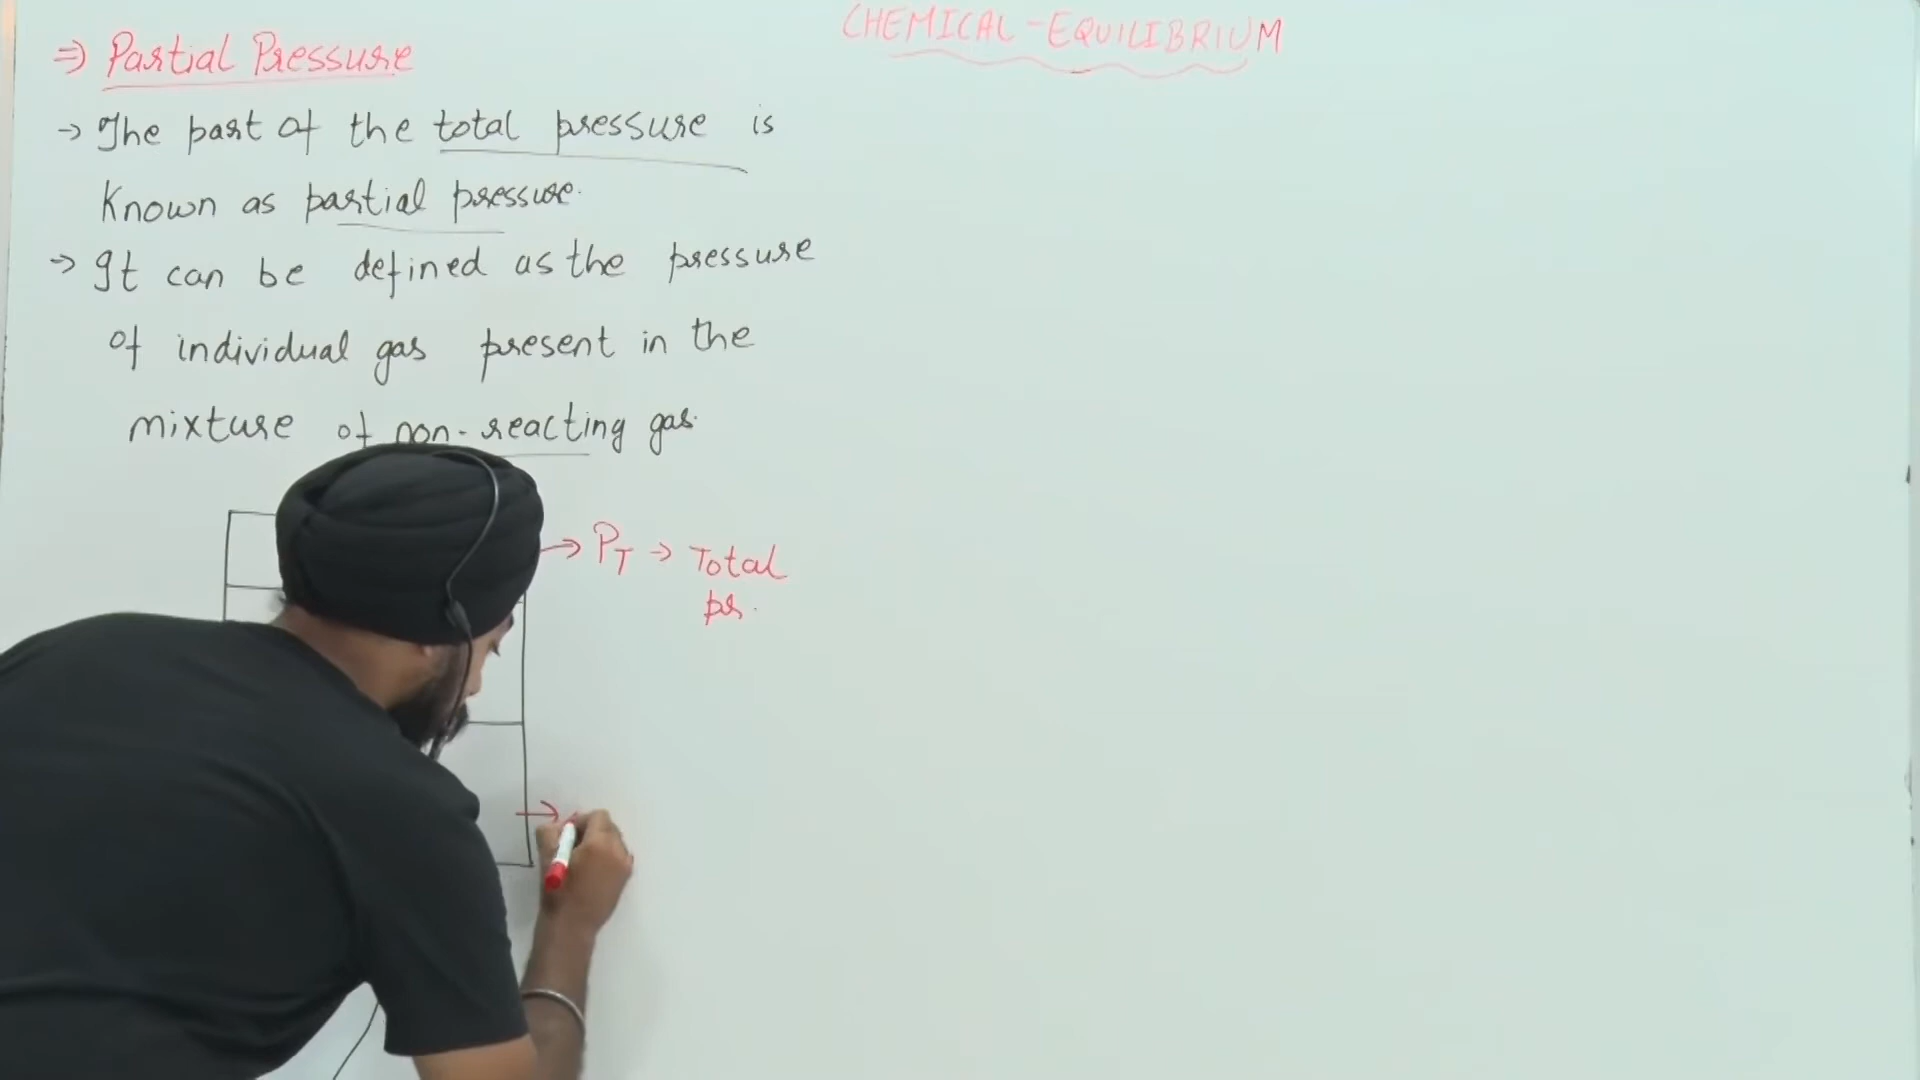 CHEMICAL-EQUILIBRIUM
⇒ Partial Pressure
→ The part of the total pressure is
known as partial pressure.
→ It can be defined as the pressure
of individual gas present in the
mixture of non-reacting gas.
→ P_T → Total
pr.